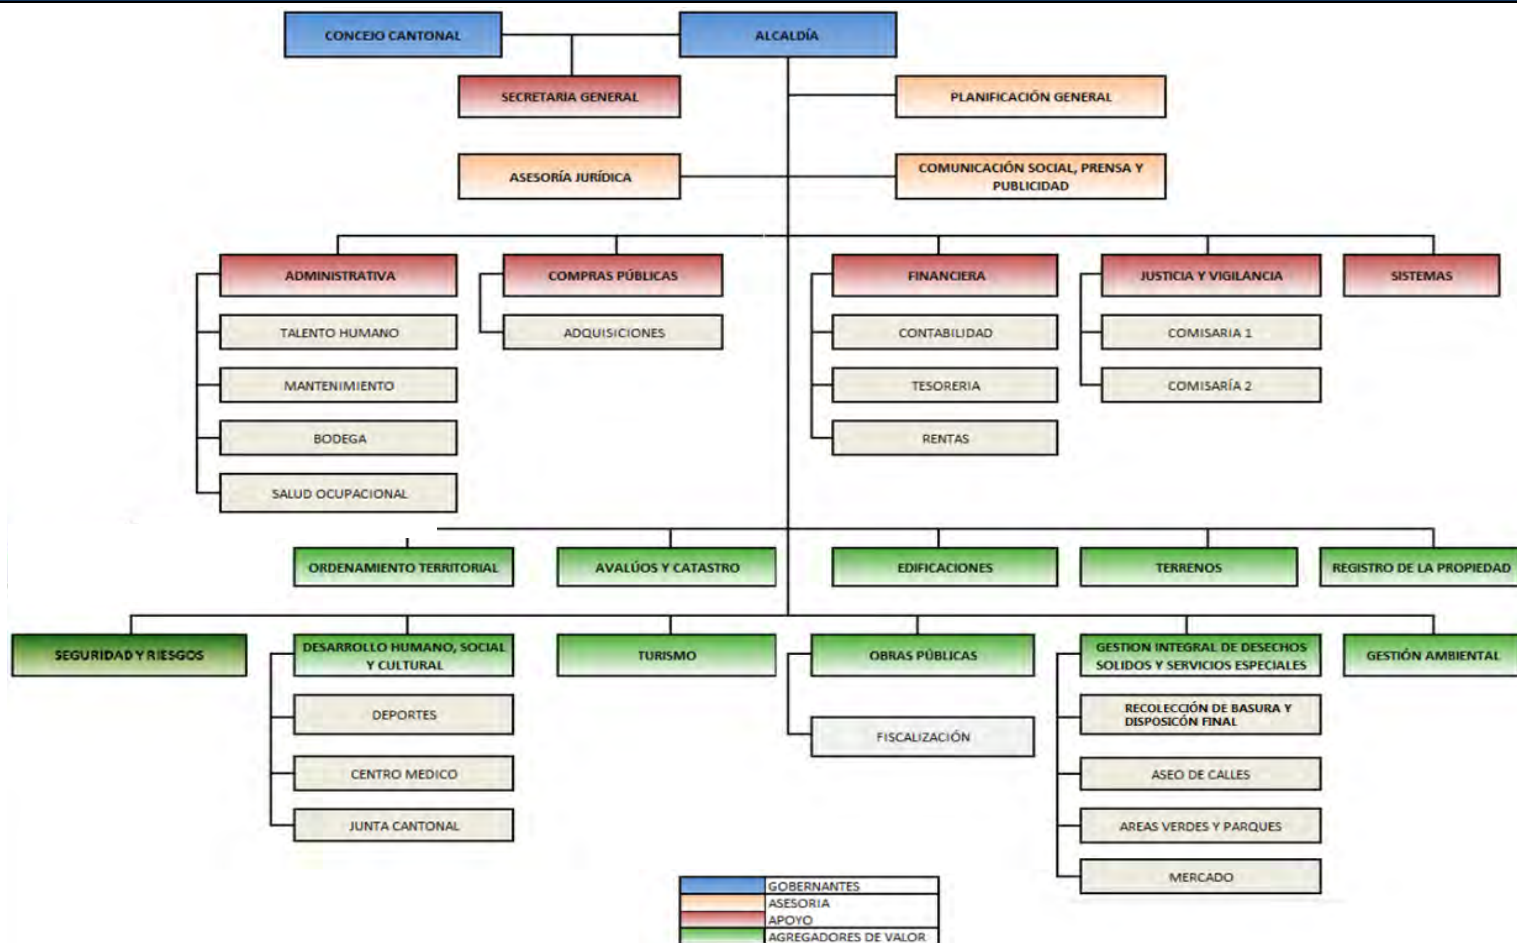 CONCEJO CANTONAL
ALCALDÍA
SECRETARIA GENERAL
PLANIFICACIÓN GENERAL
ASESORÍA JURÍDICA
COMUNICACIÓN SOCIAL, PRENSA Y
PUBLICIDAD
ADMINISTRATIVA
COMPRAS PÚBLICAS
FINANCIERA
JUSTICIA Y VIGILANCIA
SISTEMAS
TALENTO HUMANO
ADQUISICIONES
CONTABILIDAD
COMISARIA 1
MANTENIMIENTO
TESORERIA
COMISARÍA 2
BODEGA
RENTAS
SALUD OCUPACIONAL
ORDENAMIENTO TERRITORIAL
AVALÚOS Y CATASTRO
EDIFICACIONES
TERRENOS
REGISTRO DE LA PROPIEDAD
SEGURIDAD Y RIESGOS
DESARROLLO HUMANO, SOCIAL
Y CULTURAL
TURISMO
OBRAS PÚBLICAS
GESTION INTEGRAL DE DESECHOS
SOLIDOS Y SERVICIOS ESPECIALES
GESTIÓN AMBIENTAL
DEPORTES
FISCALIZACIÓN
RECOLECCIÓN DE BASURA Y
DISPOSICÓN FINAL
CENTRO MEDICO
ASEO DE CALLES
JUNTA CANTONAL
AREAS VERDES Y PARQUES
MERCADO
GOBERNANTES
ASESORIA
APOYO
AGREGADORES DE VALOR